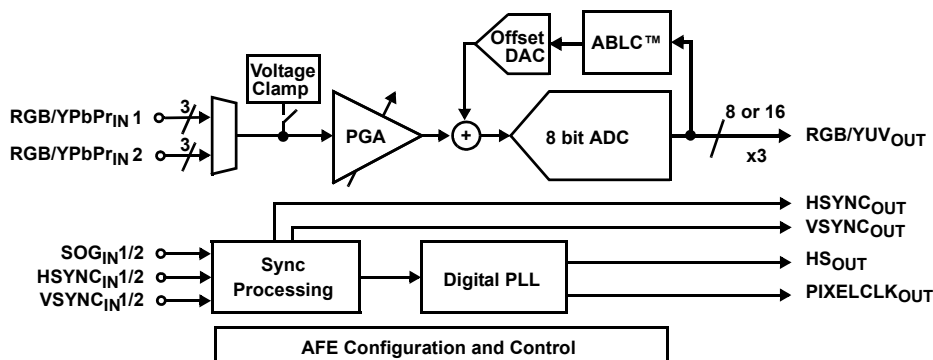 Offset
DAC
ABLC™
Voltage
Clamp
RGB/YPbPrIN 1
3
PGA
+
8 bit ADC
8 or 16
x3
RGB/YUVOUT
RGB/YPbPrIN 2
3
HSYNCOUT
VSYNCOUT
SOGIN1/2
HSYNCIN1/2
VSYNCIN1/2
Sync
Processing
Digital PLL
HSOUT
PIXELCLKOUT
AFE Configuration and Control